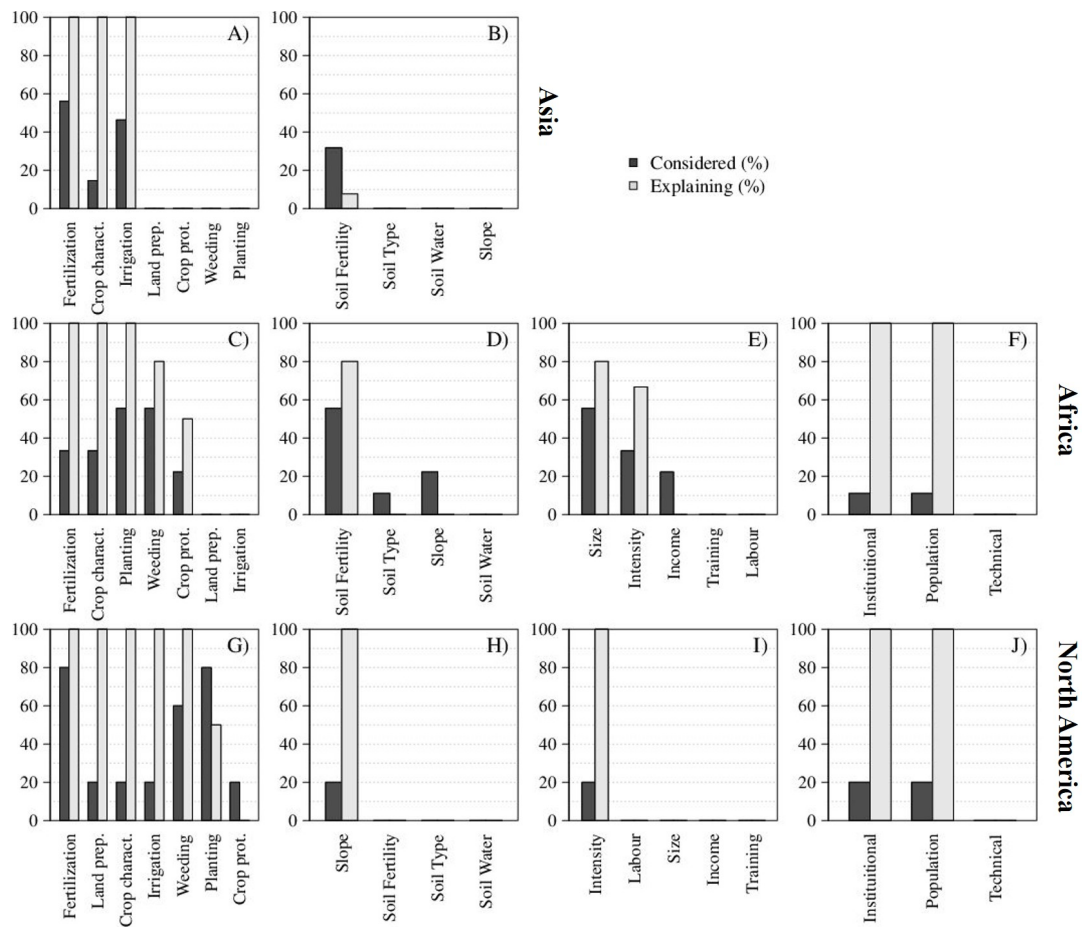 100
80
60
40
20
0
A)
Fertilization
Crop charact.
Irrigation
Land prep.
Crop prot.
Weeding
Planting
100
80
60
40
20
0
B)
Soil Fertility
Soil Type
Soil Water
Slope
Asia
Considered (%)
Explaining (%)
100
80
60
40
20
0
C)
Fertilization
Crop charact.
Planting
Weeding
Crop prot.
Land prep.
Irrigation
100
80
60
40
20
0
D)
Soil Fertility
Soil Type
Slope
Soil Water
100
80
60
40
20
0
E)
Size
Intensity
Income
Training
Labour
100
80
60
40
20
0
F)
Instituitional
Population
Technical
Africa
100
80
60
40
20
0
G)
Fertilization
Land prep.
Crop charact.
Irrigation
Weeding
Planting
Crop prot.
100
80
60
40
20
0
H)
Slope
Soil Fertility
Soil Type
Soil Water
100
80
60
40
20
0
I)
Intensity
Labour
Size
Income
Training
100
80
60
40
20
0
J)
Instituitional
Population
Technical
North America